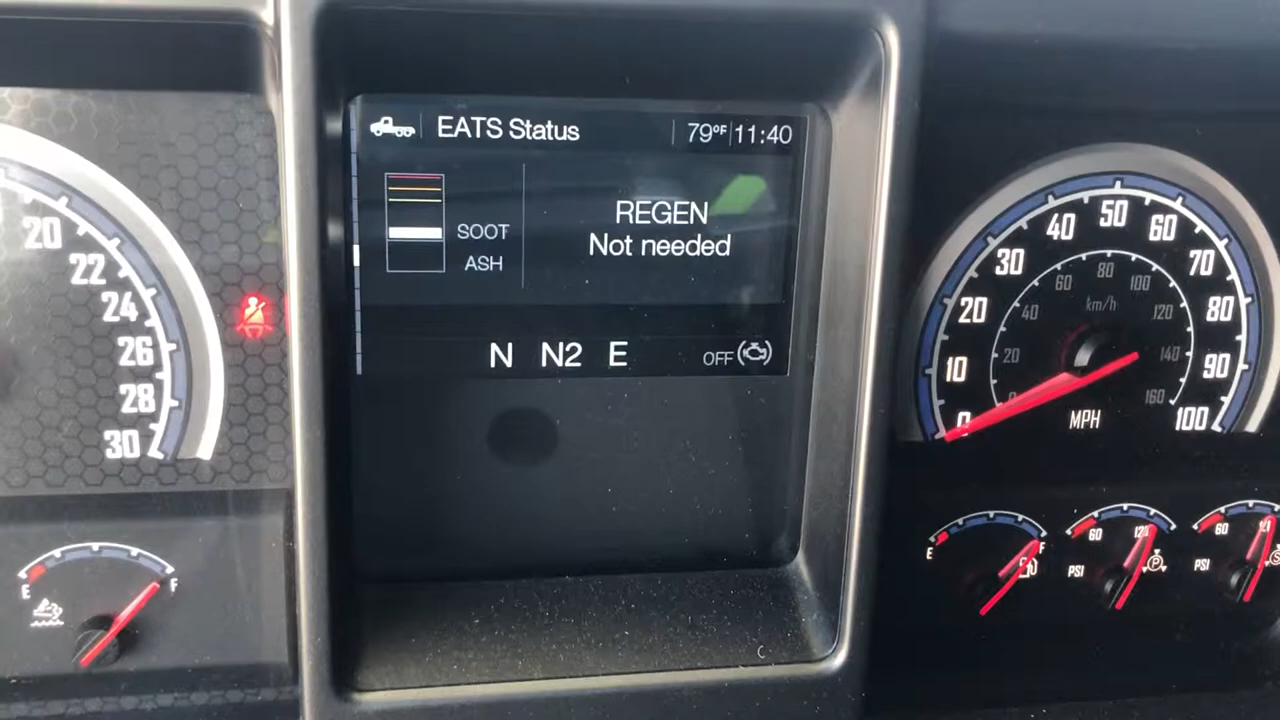 EATS Status
79°F 11:40
SOOT
ASH
REGEN
Not needed
N N2 E
OFF
20
22
24
26
28
30
E F
0
10
20
30
40
50
60
70
80
90
100
20
40
60
80
100
120
140
160
km/h
MPH
E F
60 120
PSI
P
60
PSI